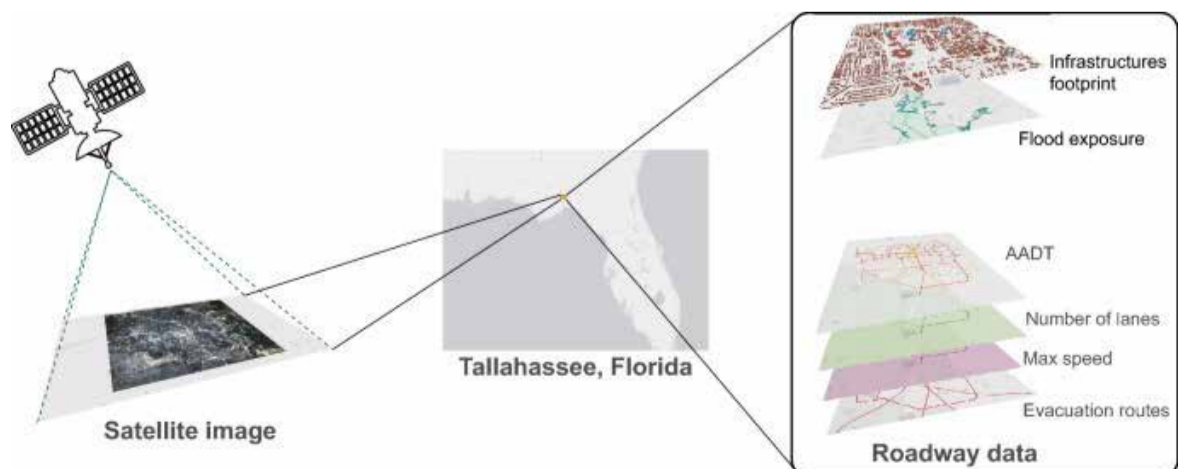 Infrastructures
footprint
Flood exposure
AADT
Number of lanes
Max speed
Evacuation routes
Roadway data
Tallahassee, Florida
Satellite image